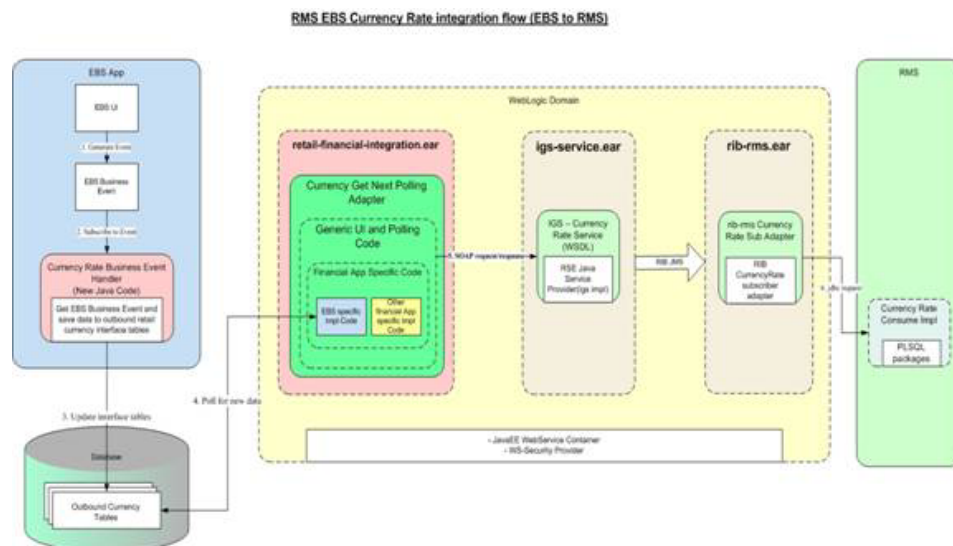 RMS EBS Currency Rate integration flow (EBS to RMS)
EBS App
EBS UI
1. Generate Event
EBS Business
Event
2. Subscribe to Event
Currency Rate Business Event
Handler
(New Java Code)
Get EBS Business Event and
save data to outbound retail
currency interface tables
3. Update interface tables
Database
Outbound Currency
Tables
4. Poll for new data
WebLogic Domain
retail-financial-integration.ear
Currency Get Next Polling
Adapter
Generic UI and Polling
Code
Financial App Specific Code
EBS specific
Impl Code
Other
financial App
specific Impl
Code
5. SOAP request/response
igs-service.ear
IGS – Currency
Rate Service
(WSDL)
RSE Java
Service
Provider(igs impl)
RIB JMS
rib-rms.ear
rib-rms Currency
Rate Sub Adapter
RIB
CurrencyRate
subscriber
adapter
6. jdbc request
- JavaEE WebService Container
- WS-Security Provider
RMS
Currency Rate
Consume Impl
PLSQL
packages